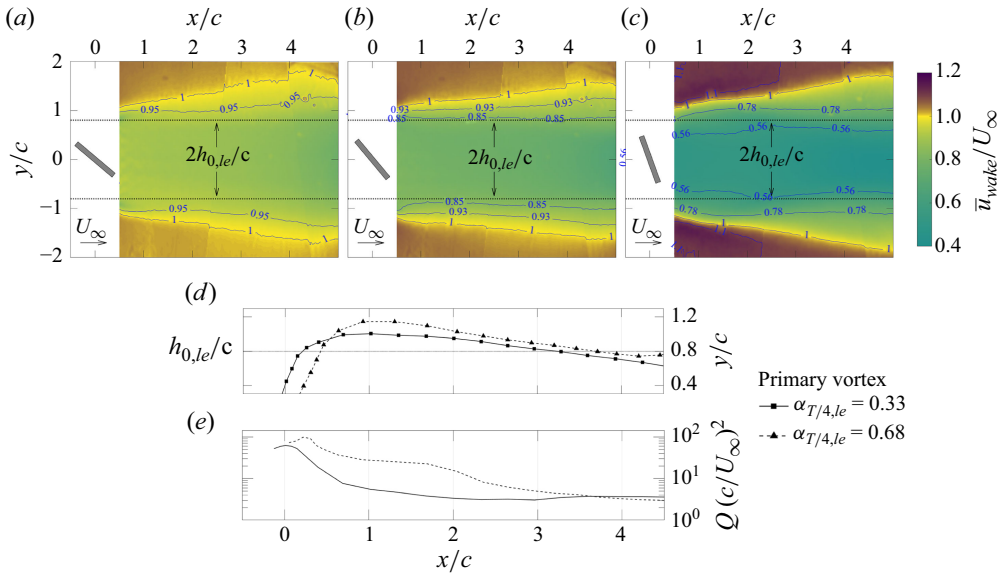 (a) x/c (b) x/c (c) x/c
0 1 2 3 4 0 1 2 3 4 0 1 2 3 4
2
1
0
−1
−2
y/c
1
0.95 0.95 0.95
2h0,le/c
0.95 0.95
1
U∞
1
0.93 0.93 0.93
0.85 0.85 0.85
2h0,le/c
0.85 0.85
0.93 0.93
1
U∞
1 1
0.78 0.78
0.56 0.56
0.56
2h0,le/c
0.56 0.56
0.78 0.78
1 1
U∞
1.2
1.0
0.8
0.6
0.4
u̅wake/U∞
(d)
h0,le/c
1.2
0.8
0.4
y/c
Primary vortex
αT/4,le = 0.33
αT/4,le = 0.68
(e)
10²
10¹
10⁰
Q (c/U∞)²
0 1 2 3 4
x/c